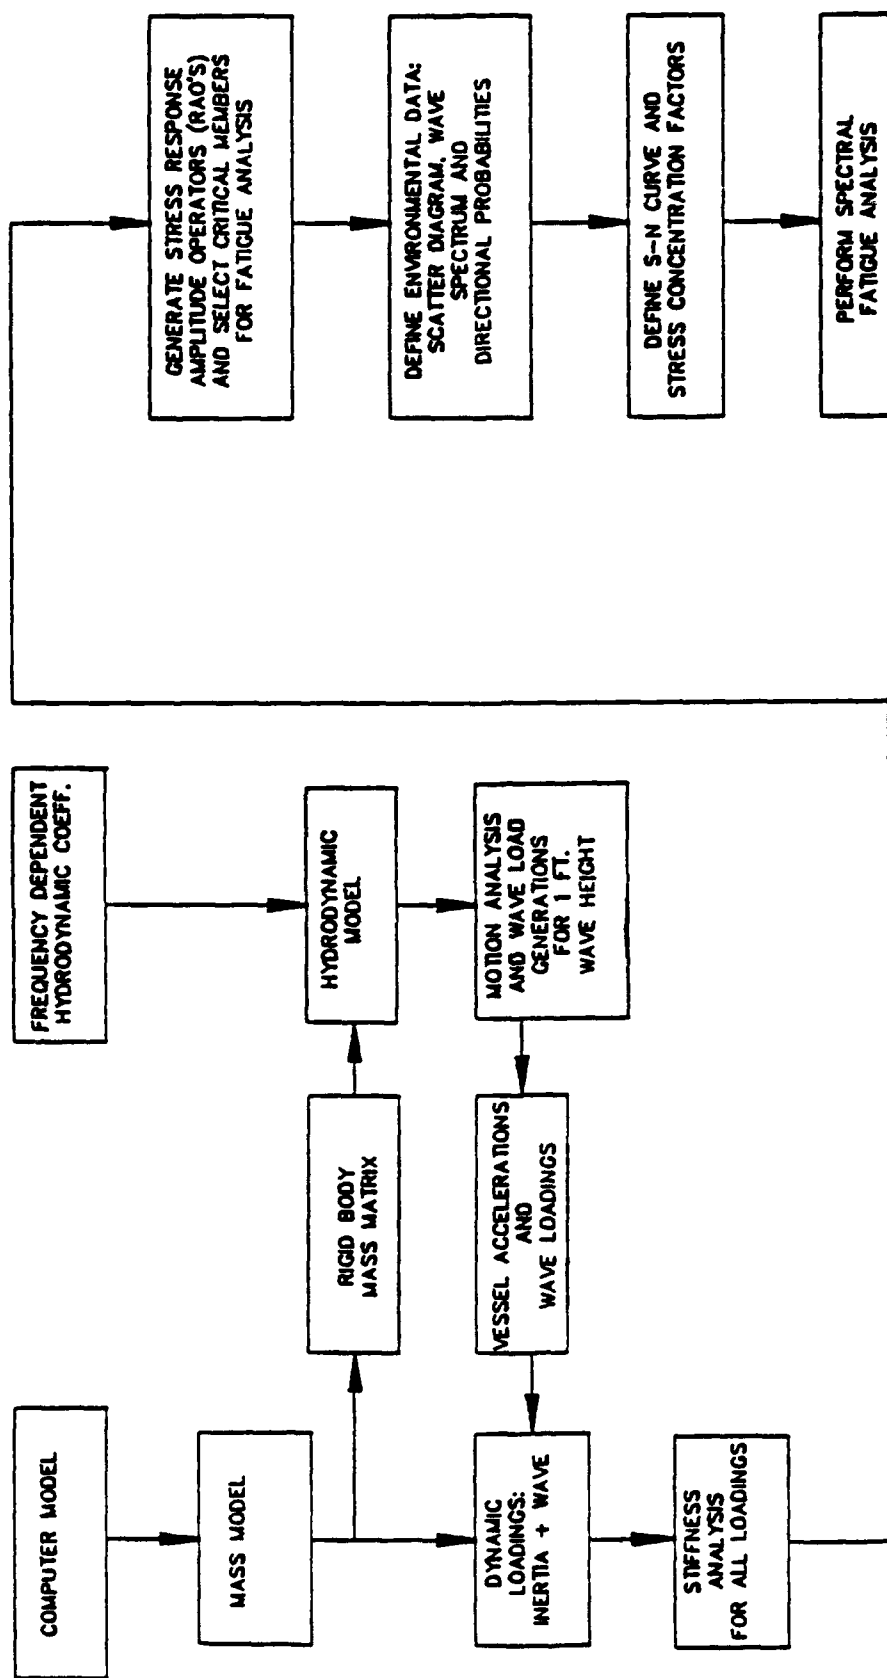 COMPUTER MODEL
MASS MODEL
DYNAMIC
LOADINGS:
INERTIA + WAVE
STIFFNESS
ANALYSIS
FOR ALL LOADINGS
RIGID BODY
MASS MATRIX
VESSEL ACCELERATIONS
AND
WAVE LOADINGS
FREQUENCY DEPENDENT
HYDRODYNAMIC COEFF.
HYDRODYNAMIC
MODEL
MOTION ANALYSIS
AND WAVE LOAD
GENERATIONS
FOR 1 FT.
WAVE HEIGHT
GENERATE STRESS RESPONSE
AMPLITUDE OPERATORS (RAO'S)
AND SELECT CRITICAL MEMBERS
FOR FATIGUE ANALYSIS
DEFINE ENVIRONMENTAL DATA:
SCATTER DIAGRAM, WAVE
SPECTRUM AND
DIRECTIONAL PROBABILITIES
DEFINE S-N CURVE AND
STRESS CONCENTRATION FACTORS
PERFORM SPECTRAL
FATIGUE ANALYSIS